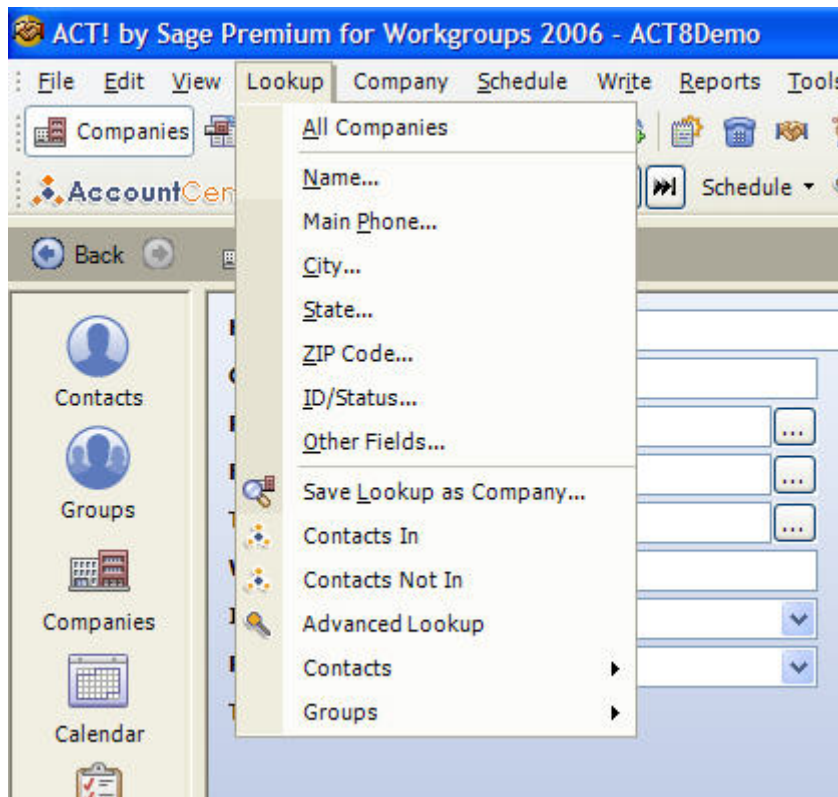 ACT! by Sage Premium for Workgroups 2006 - ACT8Demo
File Edit View Lookup Company Schedule Write Reports Tools
Companies
All Companies
AccountCen
Name...
Schedule
Main Phone...
Back
City...
State...
ZIP Code...
Contacts
ID/Status...
Other Fields...
Save Lookup as Company...
Groups
Contacts In
Contacts Not In
Companies
Advanced Lookup
Contacts
Groups
Calendar